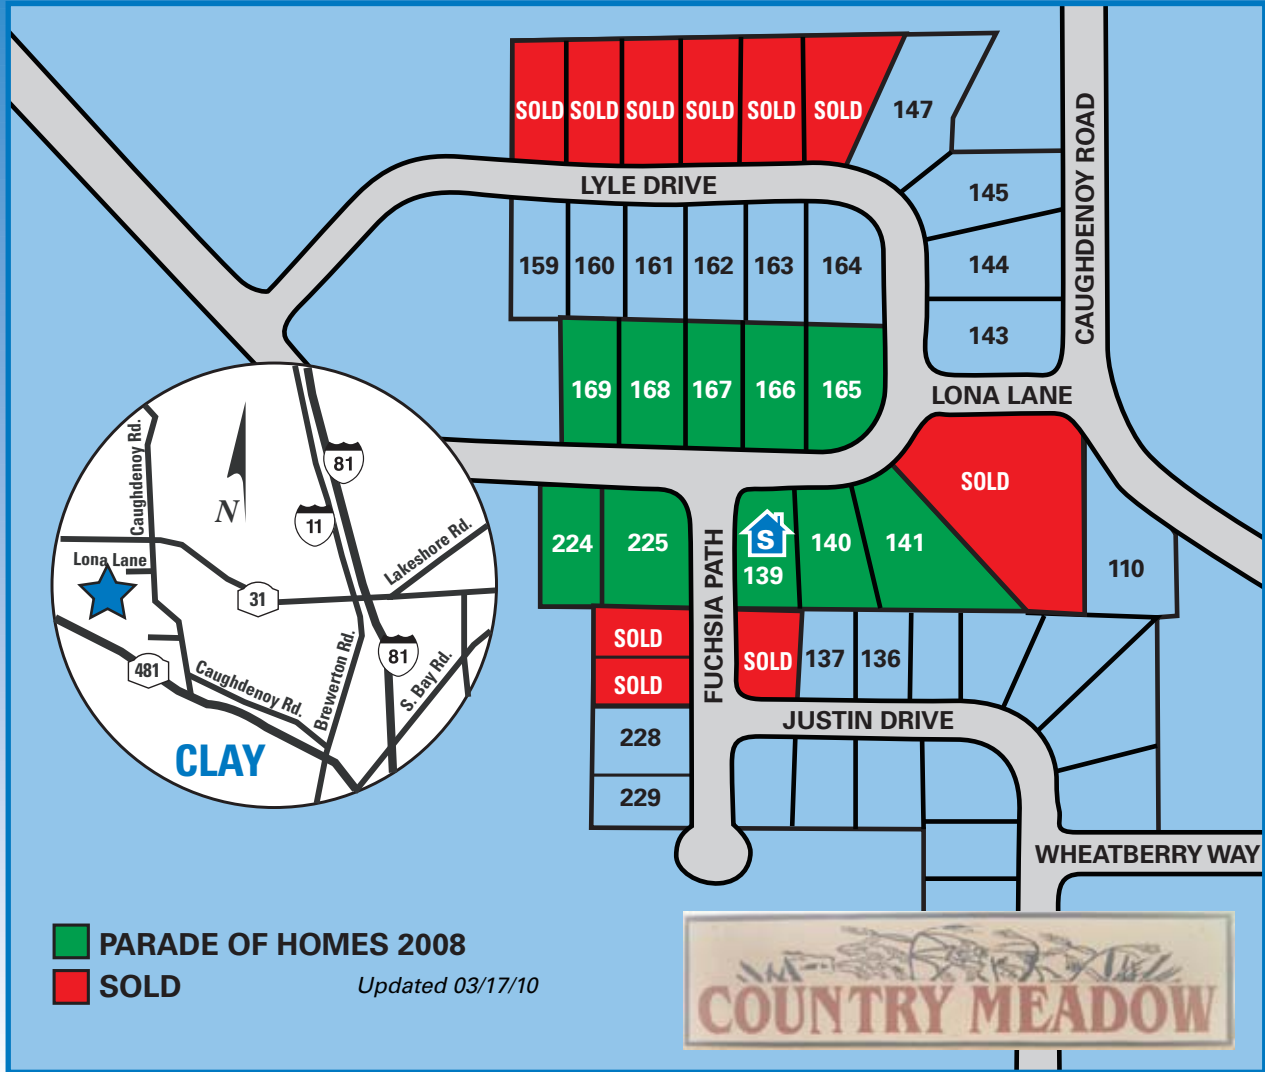 SOLD SOLD SOLD SOLD SOLD SOLD 147
LYLE DRIVE
145
CAUGHDENOY ROAD
159 160 161 162 163 164
144
143
169 168 167 166 165
LONA LANE
SOLD
224 225
FUCHSIA PATH
S
139
140 141
110
SOLD
SOLD
SOLD
137 136
228
229
JUSTIN DRIVE
WHEATBERRY WAY
Caughdenoy Rd.
N
81
11
Lakeshore Rd.
Lona Lane
31
481
Caughdenoy Rd.
Brewerton Rd.
81
S. Bay Rd.
CLAY
PARADE OF HOMES 2008
SOLD
Updated 03/17/10
COUNTRY MEADOW